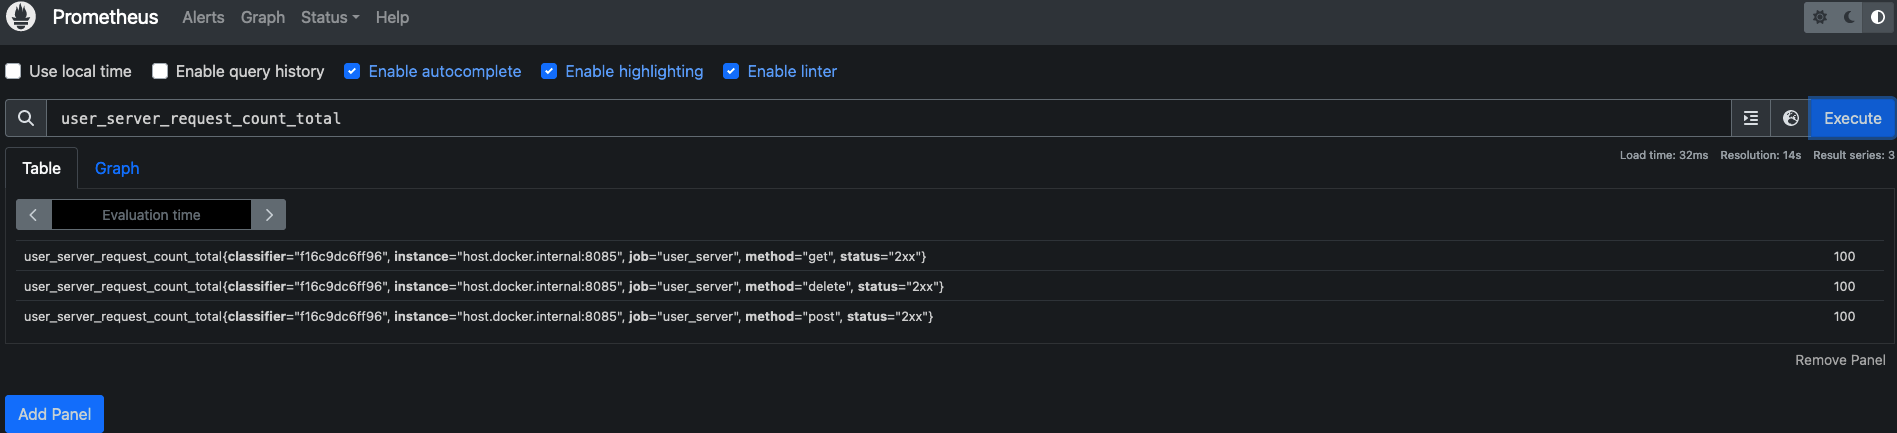 Prometheus Alerts Graph Status Help
Use local time Enable query history Enable autocomplete Enable highlighting Enable linter
user_server_request_count_total Execute
Table Graph Load time: 32ms Resolution: 14s Result series: 3
Evaluation time
user_server_request_count_total{classifier="f16c9dc6ff96", instance="host.docker.internal:8085", job="user_server", method="get", status="2xx"} 100
user_server_request_count_total{classifier="f16c9dc6ff96", instance="host.docker.internal:8085", job="user_server", method="delete", status="2xx"} 100
user_server_request_count_total{classifier="f16c9dc6ff96", instance="host.docker.internal:8085", job="user_server", method="post", status="2xx"} 100
Remove Panel
Add Panel